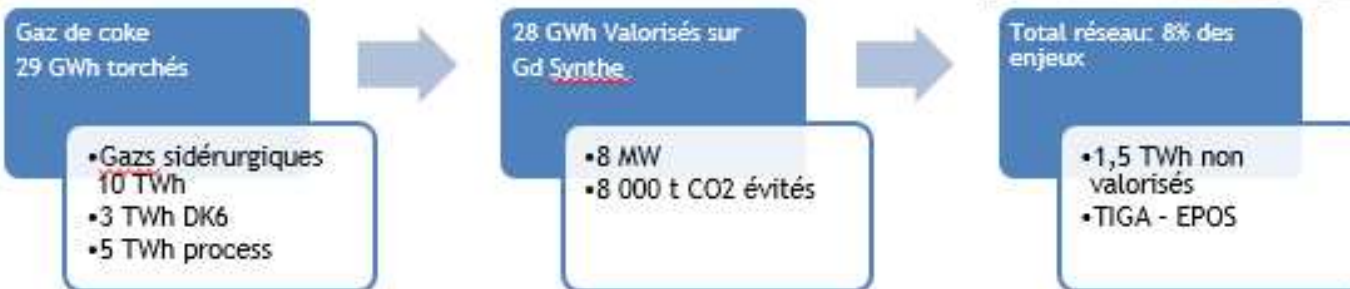 Gaz de coke
29 GWh torchés
•Gazs sidérurgiques
10 TWh
•3 TWh DK6
•5 TWh process
28 GWh Valorisés sur
Gd Synthe
•8 MW
•8 000 t CO2 évités
Total réseau: 8% des
enjeux
•1,5 TWh non
valorisés
•TIGA - EPOS